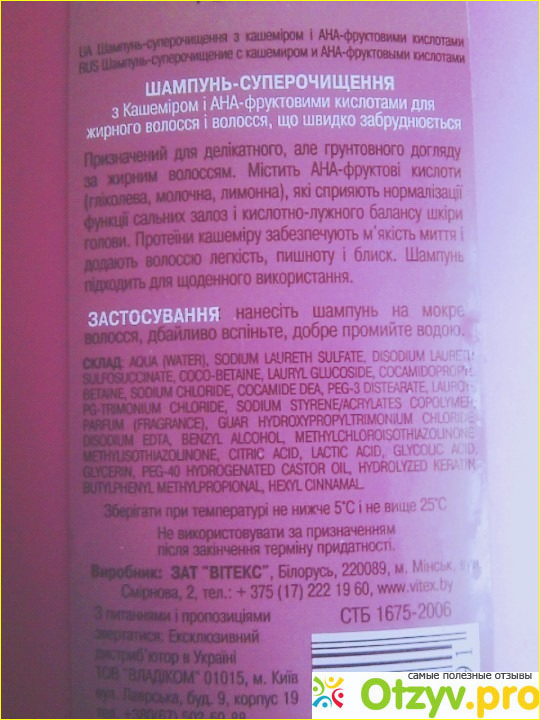 UA Шампунь-суперочищення з кашеміром і АНА-фруктовими кислотами
RUS Шампунь-суперочищение с кашемиром и АНА-фруктовыми кислотами
ШАМПУНЬ-СУПЕРОЧИЩЕННЯ
з Кашеміром і АНА-фруктовими кислотами для
жирного волосся і волосся, що швидко забруднюється
Призначений для делікатного, але ґрунтовного догляду
за жирним волоссям. Містить АНА-фруктові кислоти
(гліколева, молочна, лимонна), які сприяють нормалізації
функції сальних залоз і кислотно-лужного балансу шкіри
голови. Протеїни кашеміру забезпечують м'якість миття і
додають волоссю легкість, пишноту і блиск. Шампунь
підходить для щоденного використання.
ЗАСТОСУВАННЯ нанесіть шампунь на мокре
волосся, дбайливо вспіньте, добре промийте водою.
СКЛАД: AQUA (WATER), SODIUM LAURETH SULFATE, DISODIUM LAURETH
SULFOSUCCINATE, COCO-BETAINE, LAURYL GLUCOSIDE, COCAMIDOPROPYL
BETAINE, SODIUM CHLORIDE, COCAMIDE DEA, PEG-3 DISTEARATE,
PG-TRIMONIUM CHLORIDE, SODIUM STYRENE/ACRYLATES COPOLYMER,
PARFUM (FRAGRANCE), GUAR HYDROXYPROPYLTRIMONIUM CHLORIDE,
DISODIUM EDTA, BENZYL ALCOHOL, METHYLCHLOROISOTHIAZOLINONE,
METYLISOTHIAZOLINONE, CITRIC ACID, LACTIC ACID, GLYCOLIC ACID,
GLYCERIN, PEG-40 HYDROGENATED CASTOR OIL, HYDROLYZED KERATIN,
BUTYLPHENYL METHYLPROPIONAL, HEXYL CINNAMAL.
Зберігати при температурі не нижче 5°С і не вище 25°С
Не використовувати за призначенням
після закінчення терміну придатності.
Виробник: ЗАТ "ВІТЕКС", Білорусь, 220089, м. Мінськ,
Смірнова, 2, тел.: + 375 (17) 222 19 60, www.vitex.by
З питаннями і пропозиціями
звертатися: Ексклюзивний
дистриб'ютор в Україні
ТОВ "ВЛАДІКОМ" 01015, м. Київ
вул. Лаврська, буд. 9, корпус 19
СТБ 1675-2006
самые полезные отзывы
Otzyv.pro